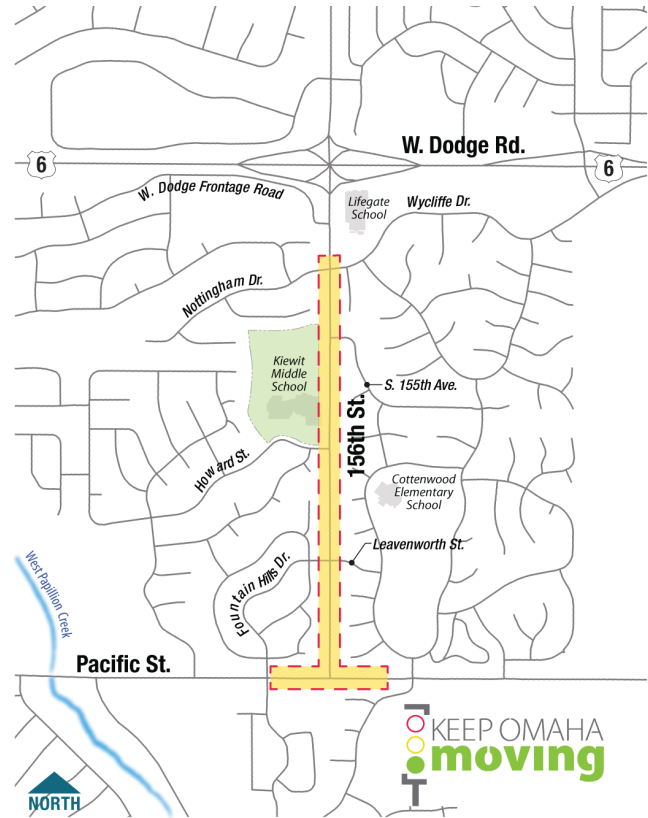 W. Dodge Rd.
6
6
W. Dodge Frontage Road
Lifegate
School
Wycliffe Dr.
Nottingham Dr.
Kiewit
Middle
School
S. 155th Ave.
156th St.
Howard St.
Cottenwood
Elementary
School
Leavenworth St.
Fountain Hills Dr.
West Papillion Creek
Pacific St.
KEEP OMAHA
moving
NORTH